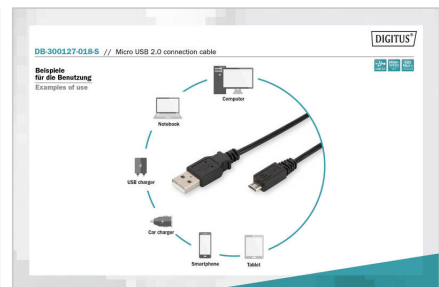 DIGITUS®
DB-300127-018-S // Micro USB 2.0 connection cable
Beispiele
für die Benutzung
Examples of use
Computer
Notebook
USB charger
Car charger
Smartphone
Tablet